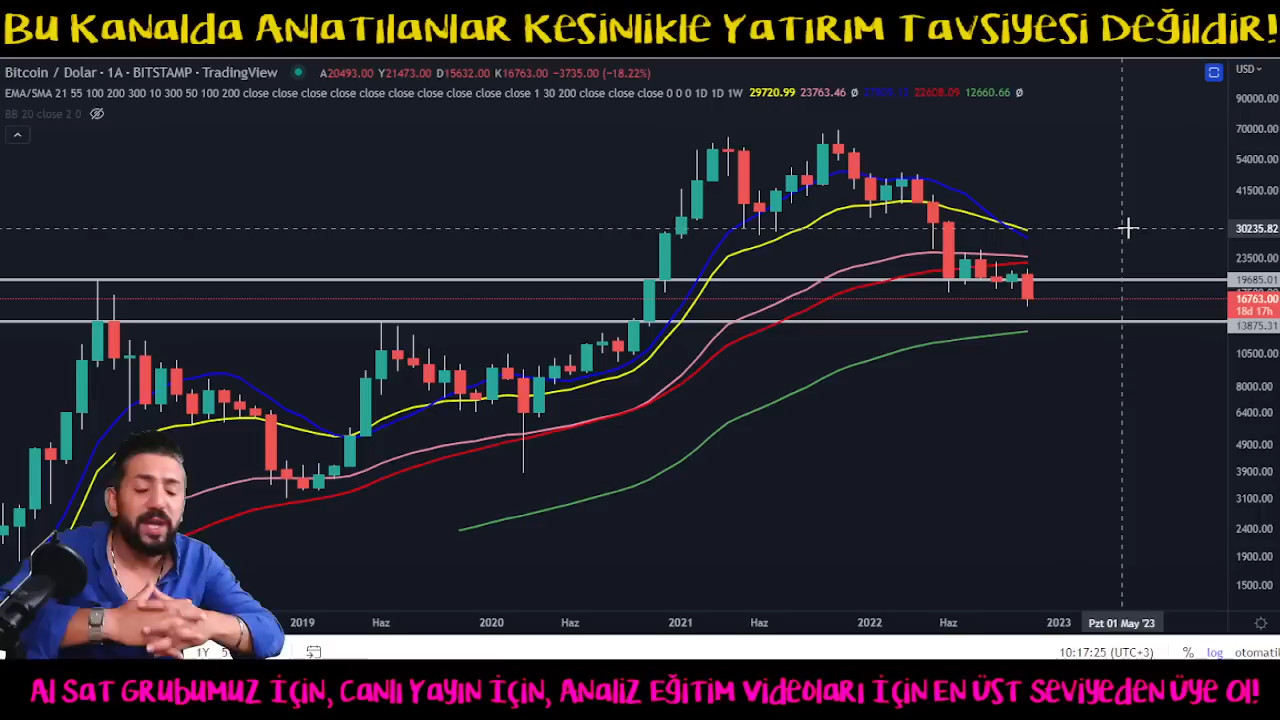 Bu Kanalda Anlatılanlar Kesinlikle Yatırım Tavsiyesi Değildir!
Bitcoin / Dolar · 1A · BITSTAMP · TradingView A20493.00 Y21473.00 D15632.00 K16763.00 −3735.00 (−18.22%)
USD
EMA/SMA 21 55 100 200 300 10 300 50 100 200 close close close close close close close close close close 1 30 200 close close close 0 0 0 1D 1D 1W 29720.99 23763.46 Ø 22608.09 12660.66 Ø
BB 20 close 2 0
90000.00
70000.00
54000.00
41500.00
30235.82
23500.00
19685.01
16763.00
18d 17h
13875.31
10500.00
8000.00
6400.00
4900.00
3900.00
3100.00
2400.00
1900.00
1500.00
2019 Haz 2020 Haz 2021 Haz 2022 Haz 2023 Pzt 01 May '23
1Y 10:17:25 (UTC+3) % log otomatik
Al Sat Grubumuz İçin, Canlı Yayın İçin, Analiz Eğitim Videoları İçin En Üst Seviyeden Üye Ol!